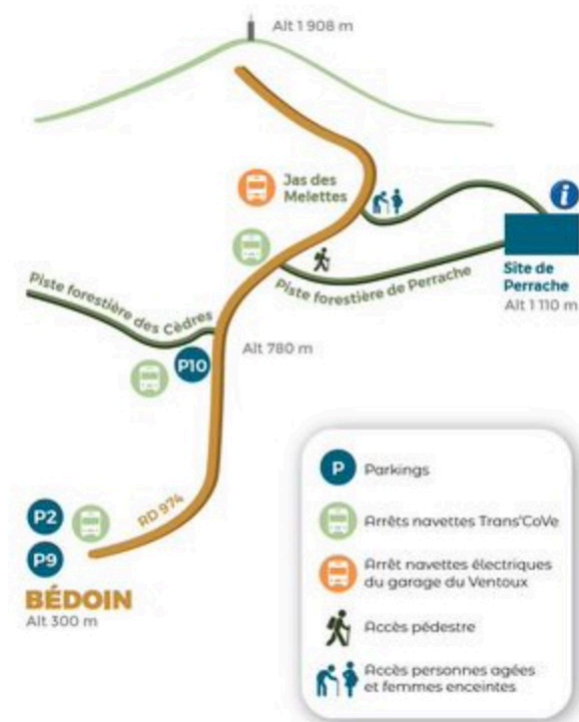 Alt 1 908 m
Jas des
Melettes
i
Piste forestière des Cèdres
Piste forestière de Perrache
Site de
Perrache
Alt 1 110 m
Alt 780 m
P10
RD 974
P2
P9
BÉDOIN
Alt 300 m
P
Parkings
Arrêts navettes Trans'CoVe
Arrêt navettes électriques
du garage du Ventoux
Accès pédestre
Accès personnes agées
et femmes enceintes